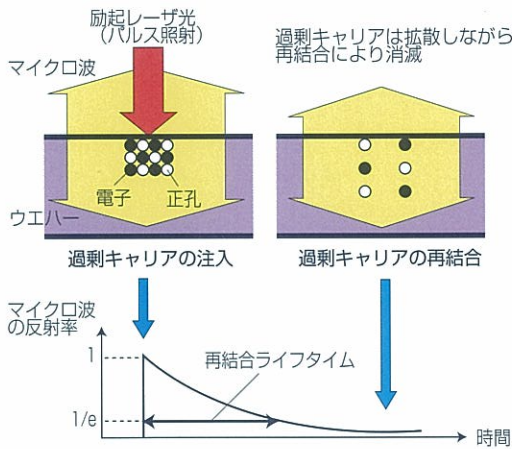 励起レーザ光
(パルス照射)
過剰キャリアは拡散しながら
再結合により消滅
マイクロ波
電子
正孔
ウエハー
過剰キャリアの注入
過剰キャリアの再結合
マイクロ波
の反射率
1
再結合ライフタイム
1/e
時間